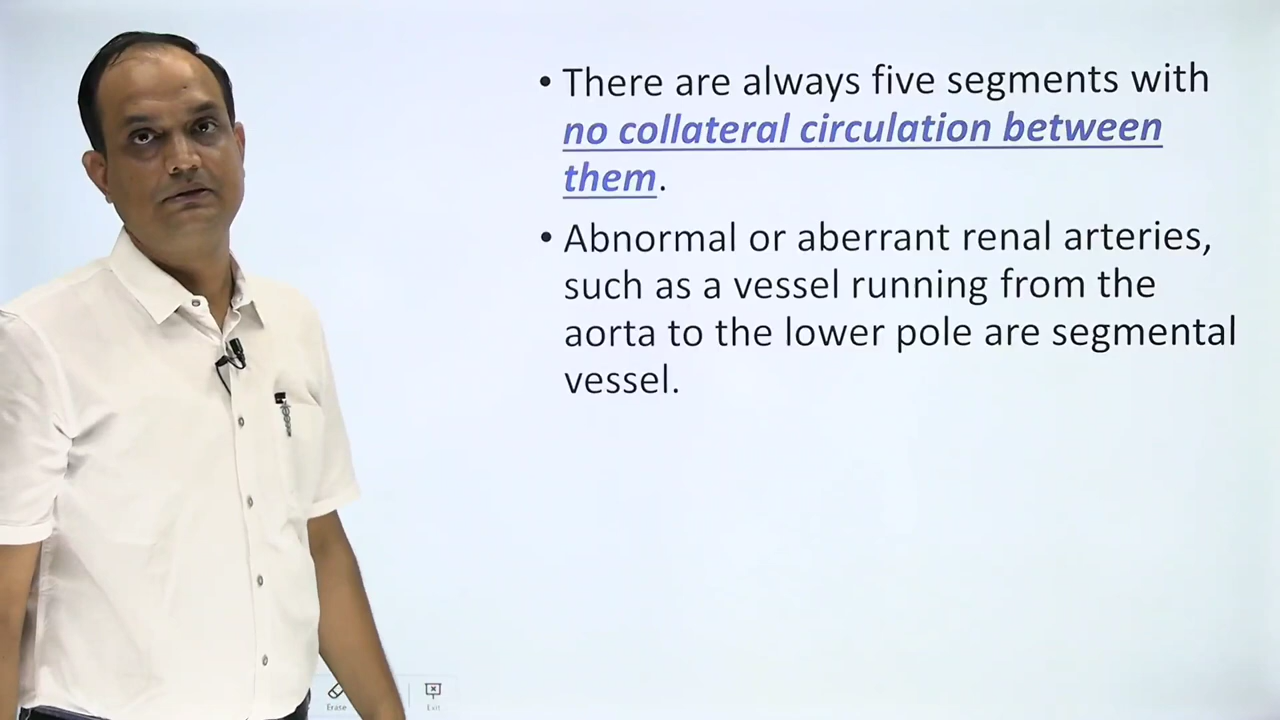 • There are always five segments with
no collateral circulation between
them.
• Abnormal or aberrant renal arteries,
such as a vessel running from the
aorta to the lower pole are segmental
vessel.
Erase
Exit